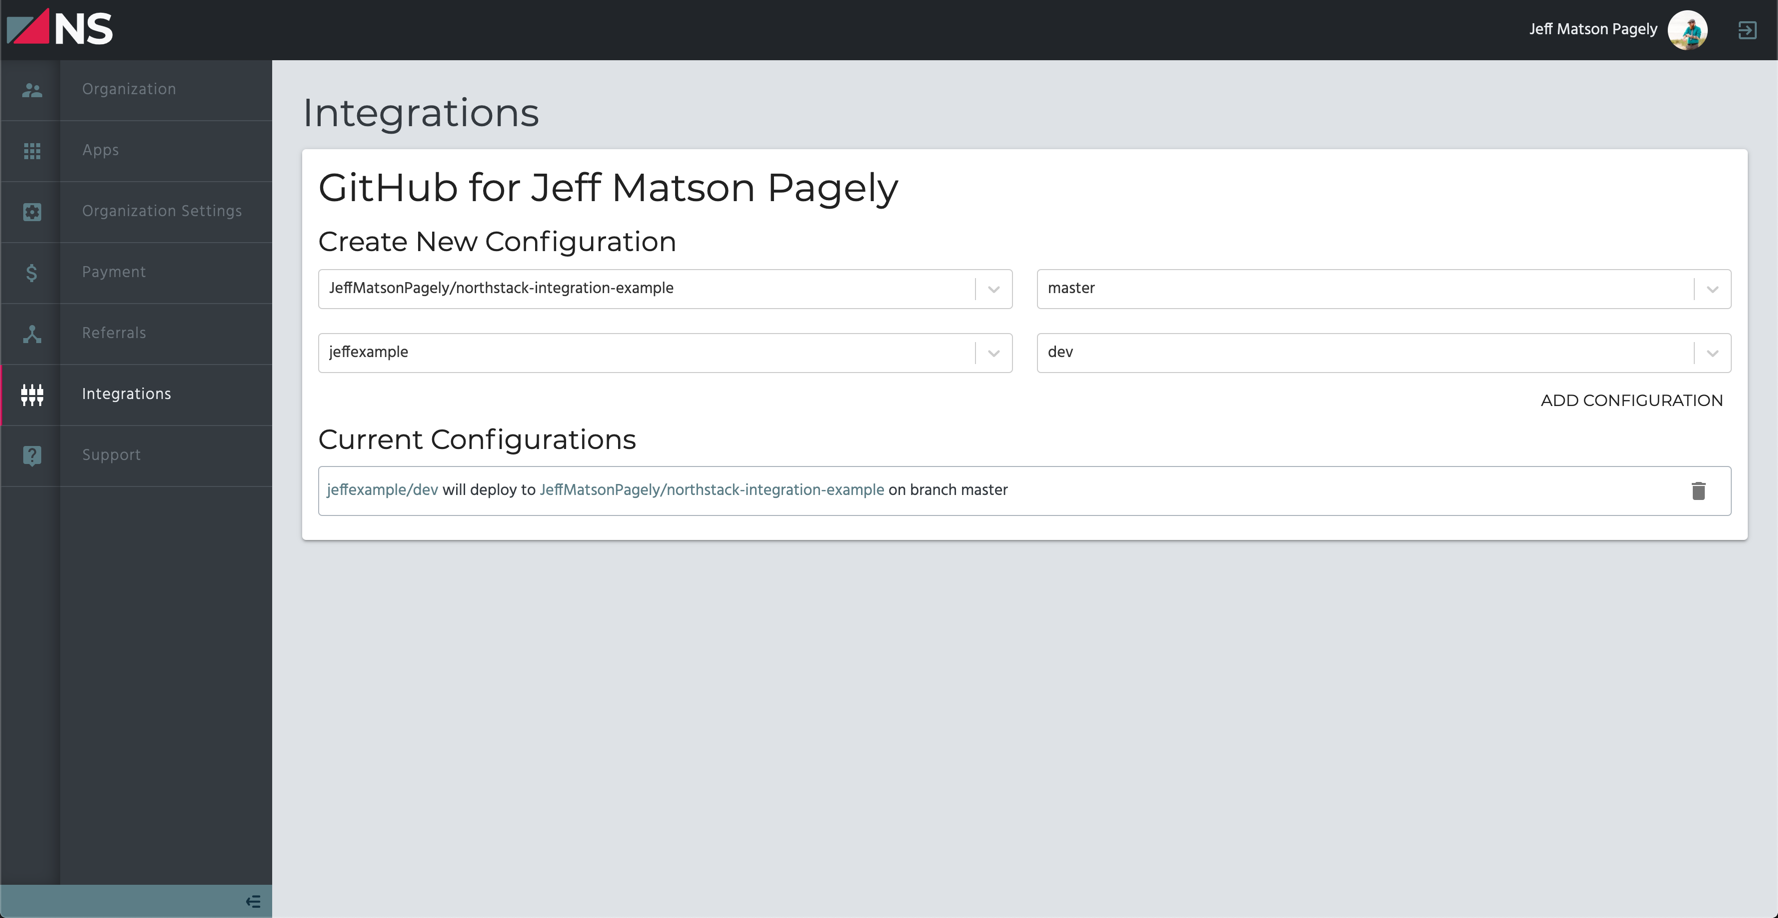 NS
Jeff Matson Pagely
Organization
Apps
Organization Settings
Payment
Referrals
Integrations
Support
Integrations
GitHub for Jeff Matson Pagely
Create New Configuration
JeffMatsonPagely/northstack-integration-example
master
jeffexample
dev
ADD CONFIGURATION
Current Configurations
jeffexample/dev will deploy to JeffMatsonPagely/northstack-integration-example on branch master